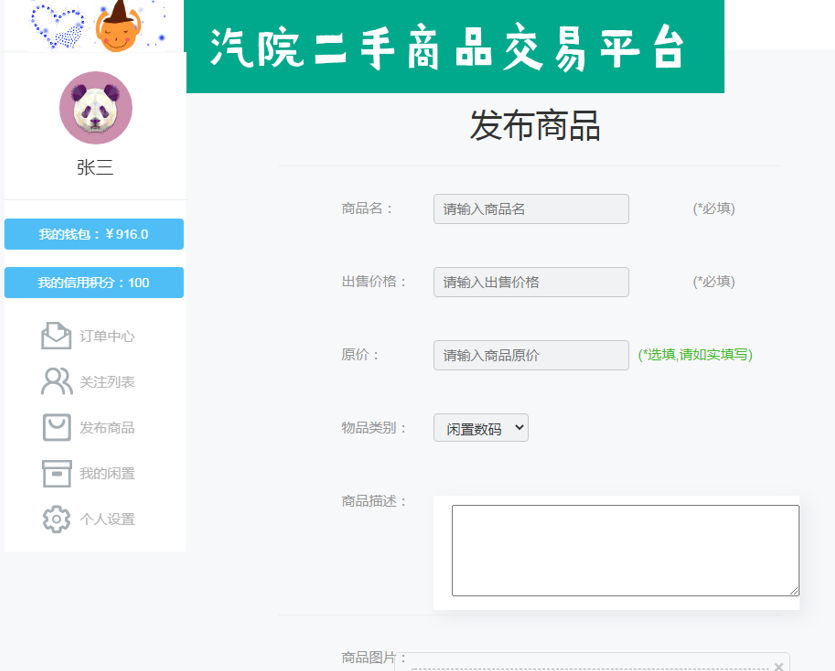 汽院二手商品交易平台
张三
我的钱包：￥916.0
我的信用积分：100
订单中心
关注列表
发布商品
我的闲置
个人设置
发布商品
商品名： 请输入商品名 (*必填)
出售价格： 请输入出售价格 (*必填)
原价： 请输入商品原价 (*选填,请如实填写)
物品类别： 闲置数码
商品描述：
商品图片：